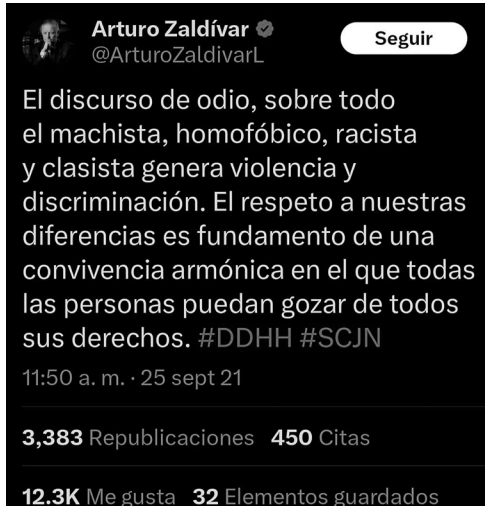 Arturo Zaldívar
@ArturoZaldivarL
Seguir
El discurso de odio, sobre todo
el machista, homofóbico, racista
y clasista genera violencia y
discriminación. El respeto a nuestras
diferencias es fundamento de una
convivencia armónica en el que todas
las personas puedan gozar de todos
sus derechos. #DDHH #SCJN
11:50 a. m. · 25 sept 21
3,383 Republicaciones 450 Citas
12.3K Me gusta 32 Elementos guardados